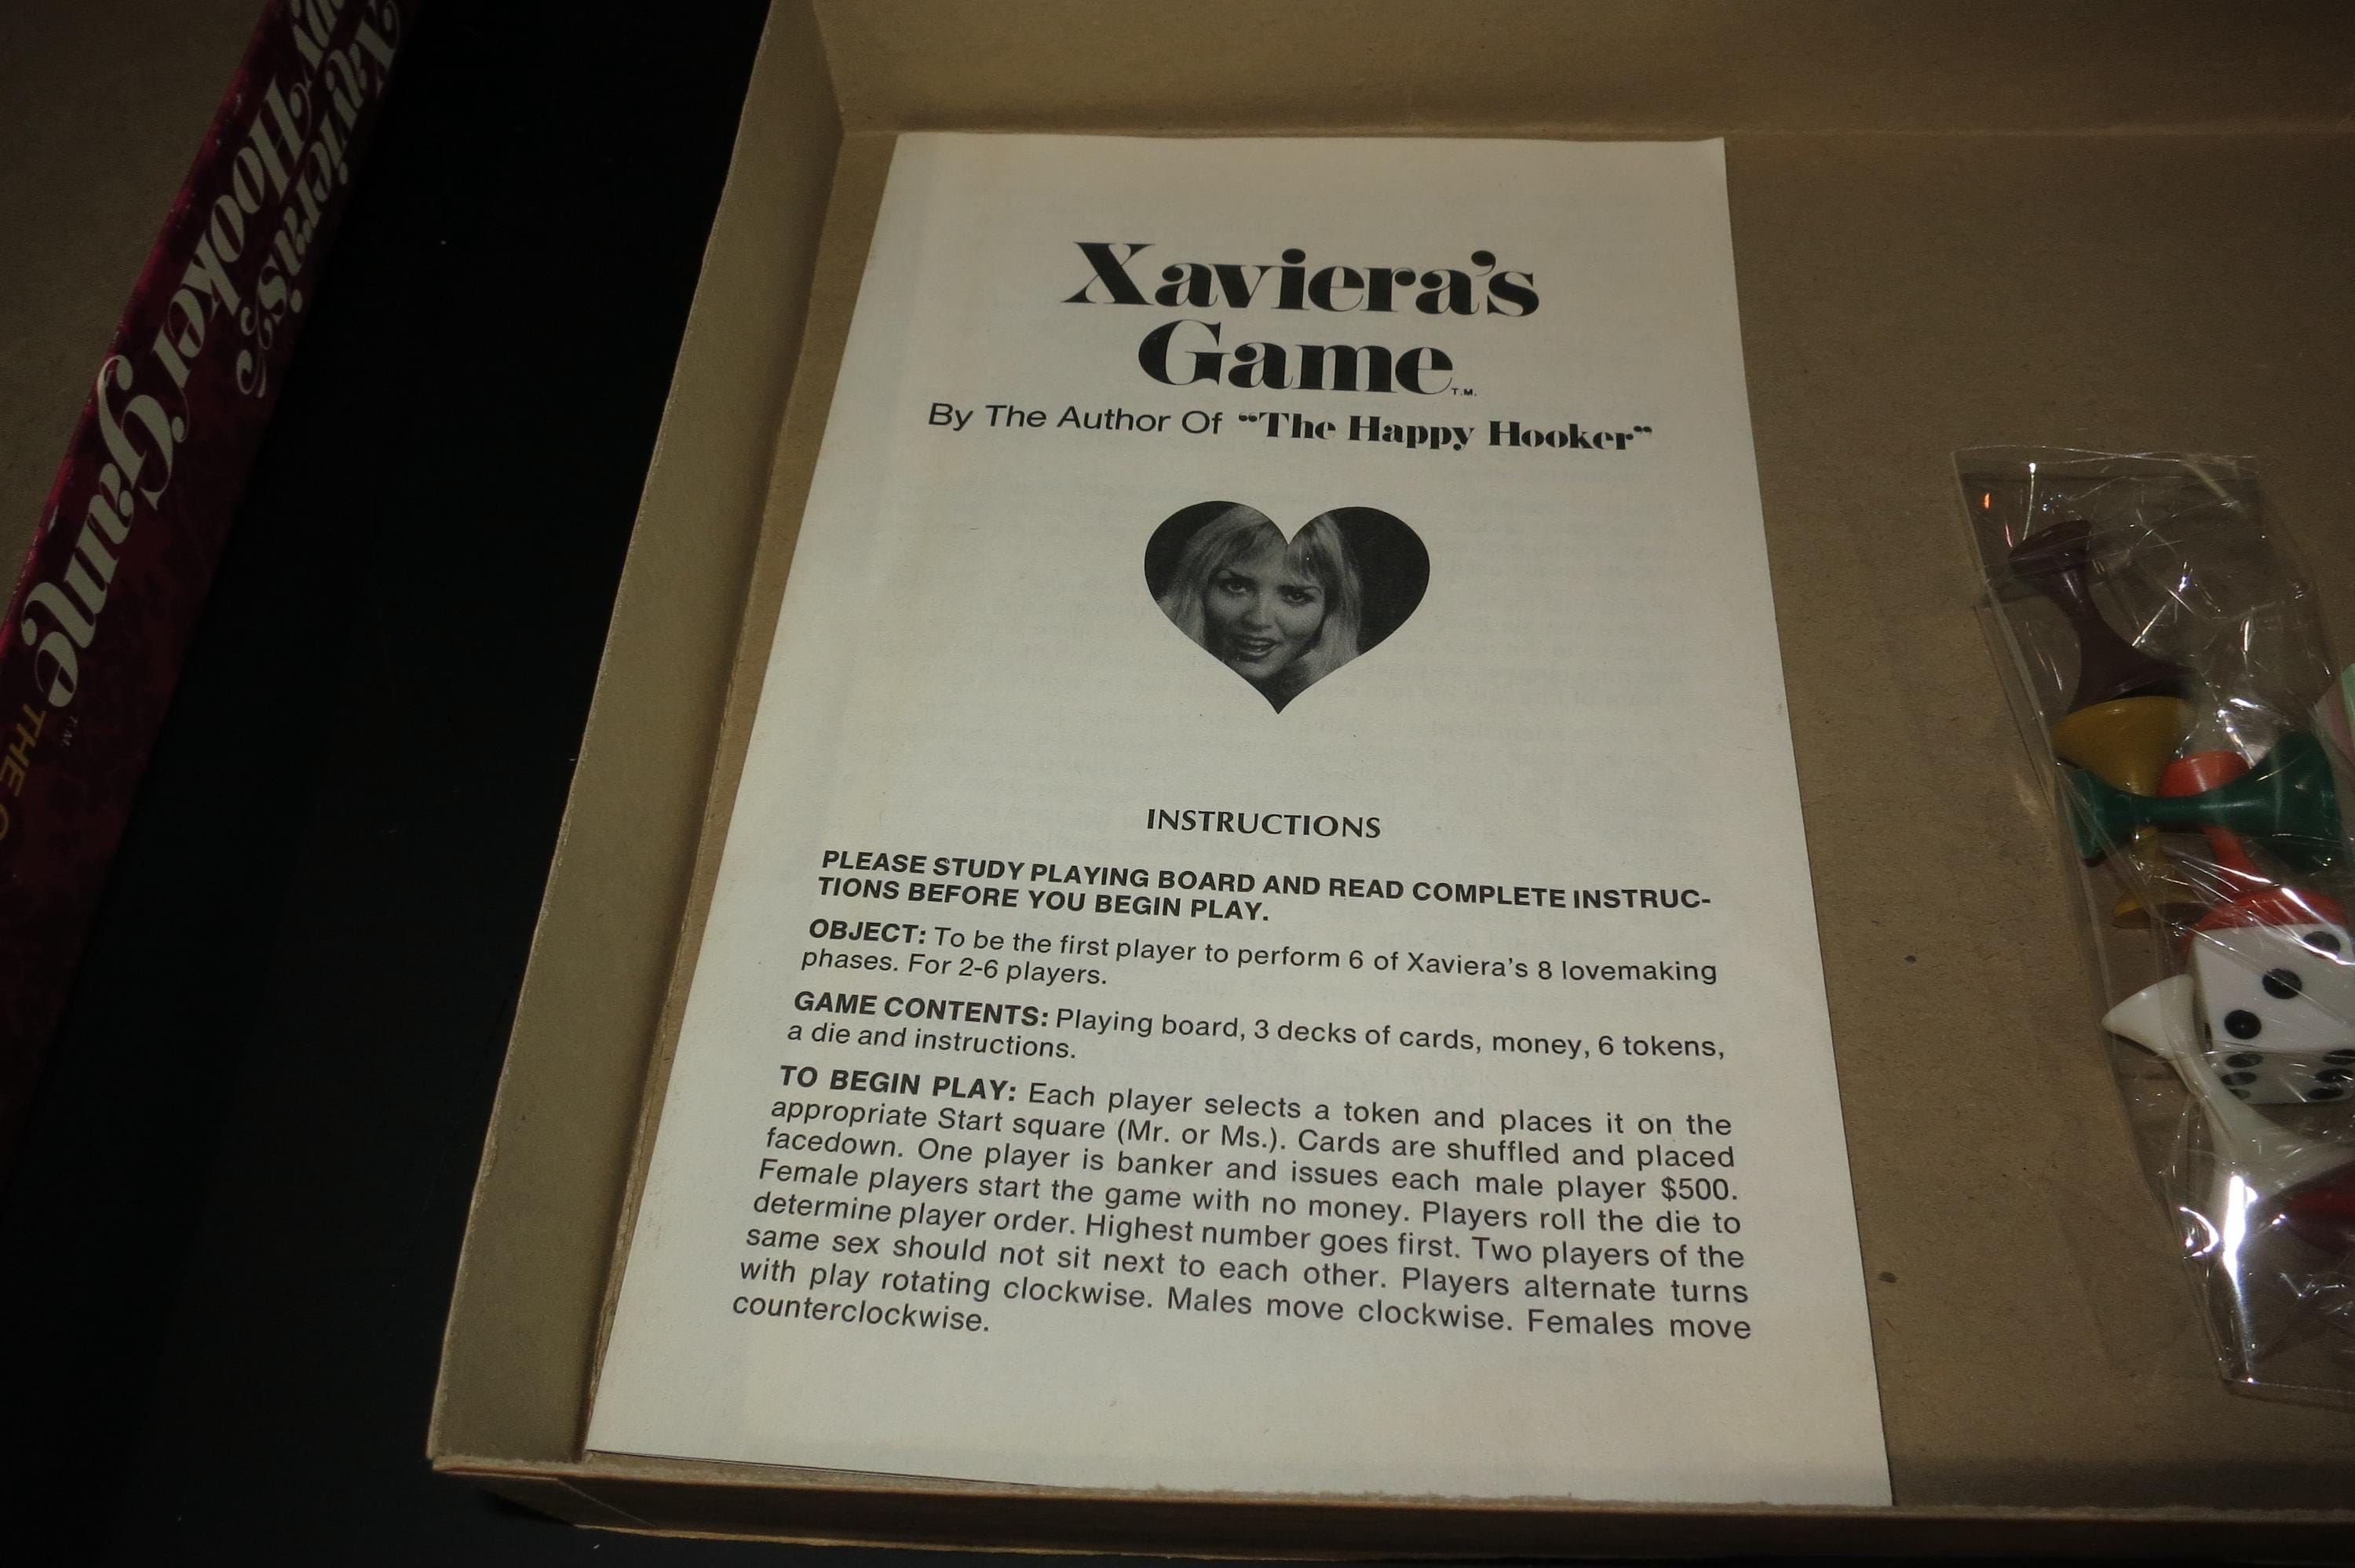 Xaviera's
Hooker
Game
TM
THE
Xaviera's
Game T.M.
By The Author Of "The Happy Hooker"
INSTRUCTIONS
PLEASE STUDY PLAYING BOARD AND READ COMPLETE INSTRUC-
TIONS BEFORE YOU BEGIN PLAY.
OBJECT: To be the first player to perform 6 of Xaviera's 8 lovemaking
phases. For 2-6 players.
GAME CONTENTS: Playing board, 3 decks of cards, money, 6 tokens,
a die and instructions.
TO BEGIN PLAY: Each player selects a token and places it on the
appropriate Start square (Mr. or Ms.). Cards are shuffled and placed
facedown. One player is banker and issues each male player $500.
Female players start the game with no money. Players roll the die to
determine player order. Highest number goes first. Two players of the
same sex should not sit next to each other. Players alternate turns
with play rotating clockwise. Males move clockwise. Females move
counterclockwise.